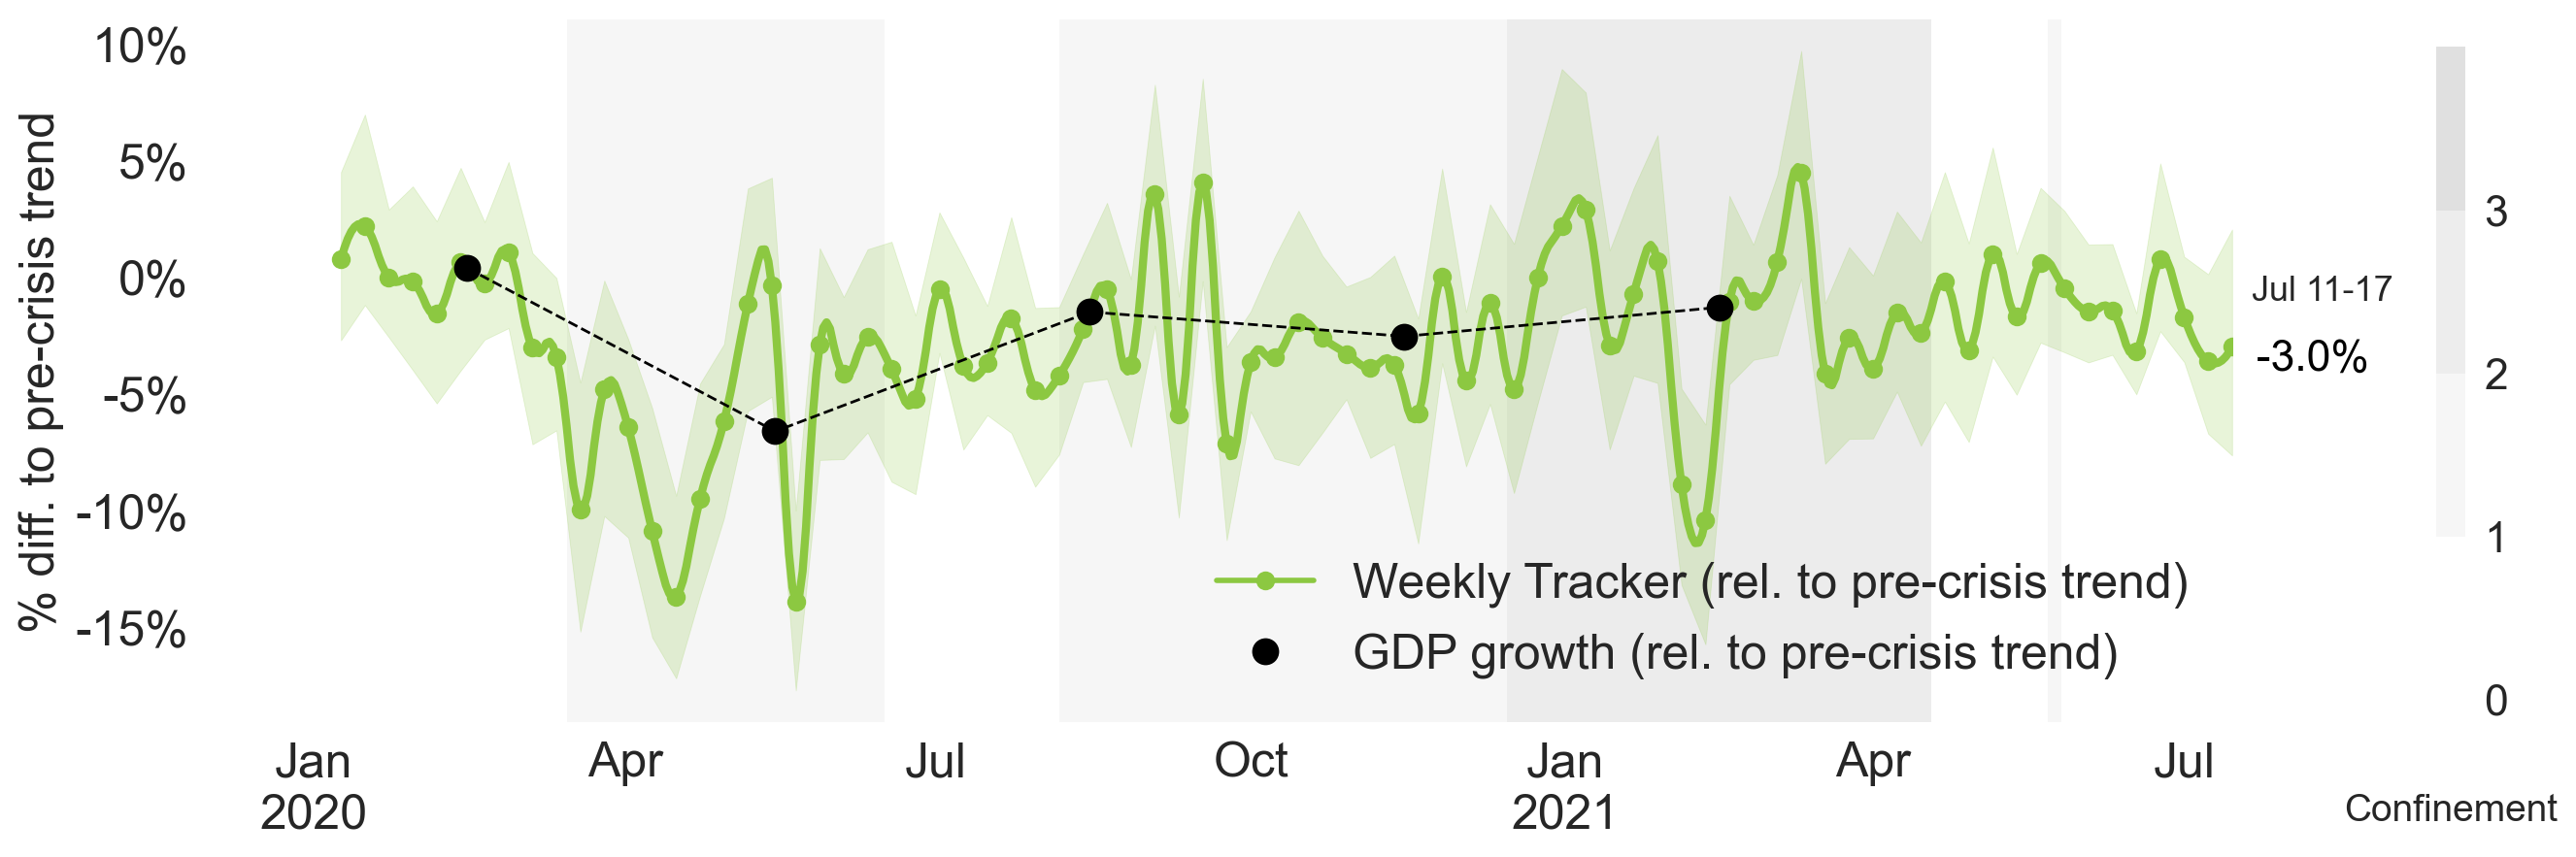 % diff. to pre-crisis trend
10%
5%
0%
-5%
-10%
-15%
Jul 11-17
-3.0%
Weekly Tracker (rel. to pre-crisis trend)
GDP growth (rel. to pre-crisis trend)
3
2
1
0
Jan Apr Jul Oct Jan Apr Jul
2020 2021
Confinement